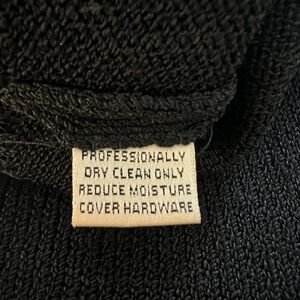 PROFESSIONALLY
DRY CLEAN ONLY
REDUCE MOISTURE
COVER HARDWARE